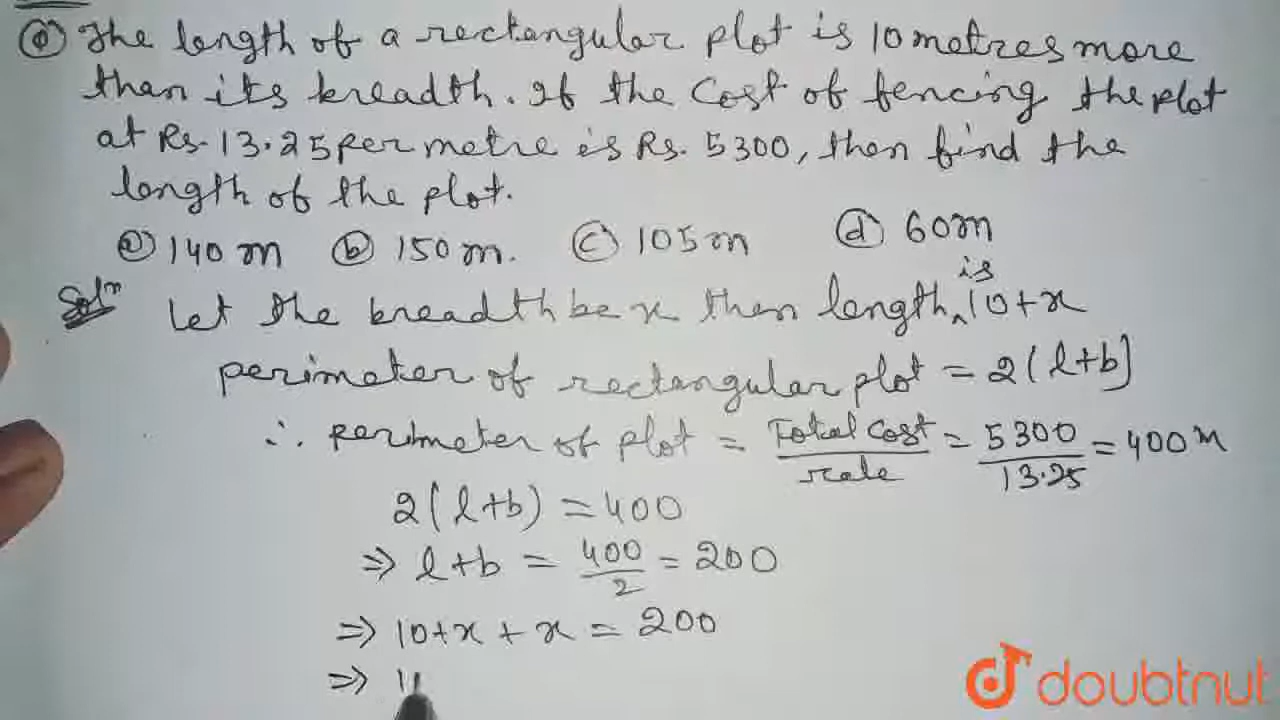 Q The length of a rectangular plot is 10 metres more
than its breadth. If the cost of fencing the plot
at Rs. 13.25 per metre is Rs. 5300, then find the
length of the plot.
a 140 m b 150 m. c 105 m d 60 m
Solⁿ Let the breadth be x then length is 10+x
perimeter of rectangular plot = 2(l+b]
∴ perimeter of plot = Total cost/rate = 5300/13.25 = 400 m
2(l+b) = 400
⇒ l+b = 400/2 = 200
⇒ 10+x + x = 200
⇒ 1
doubtnut